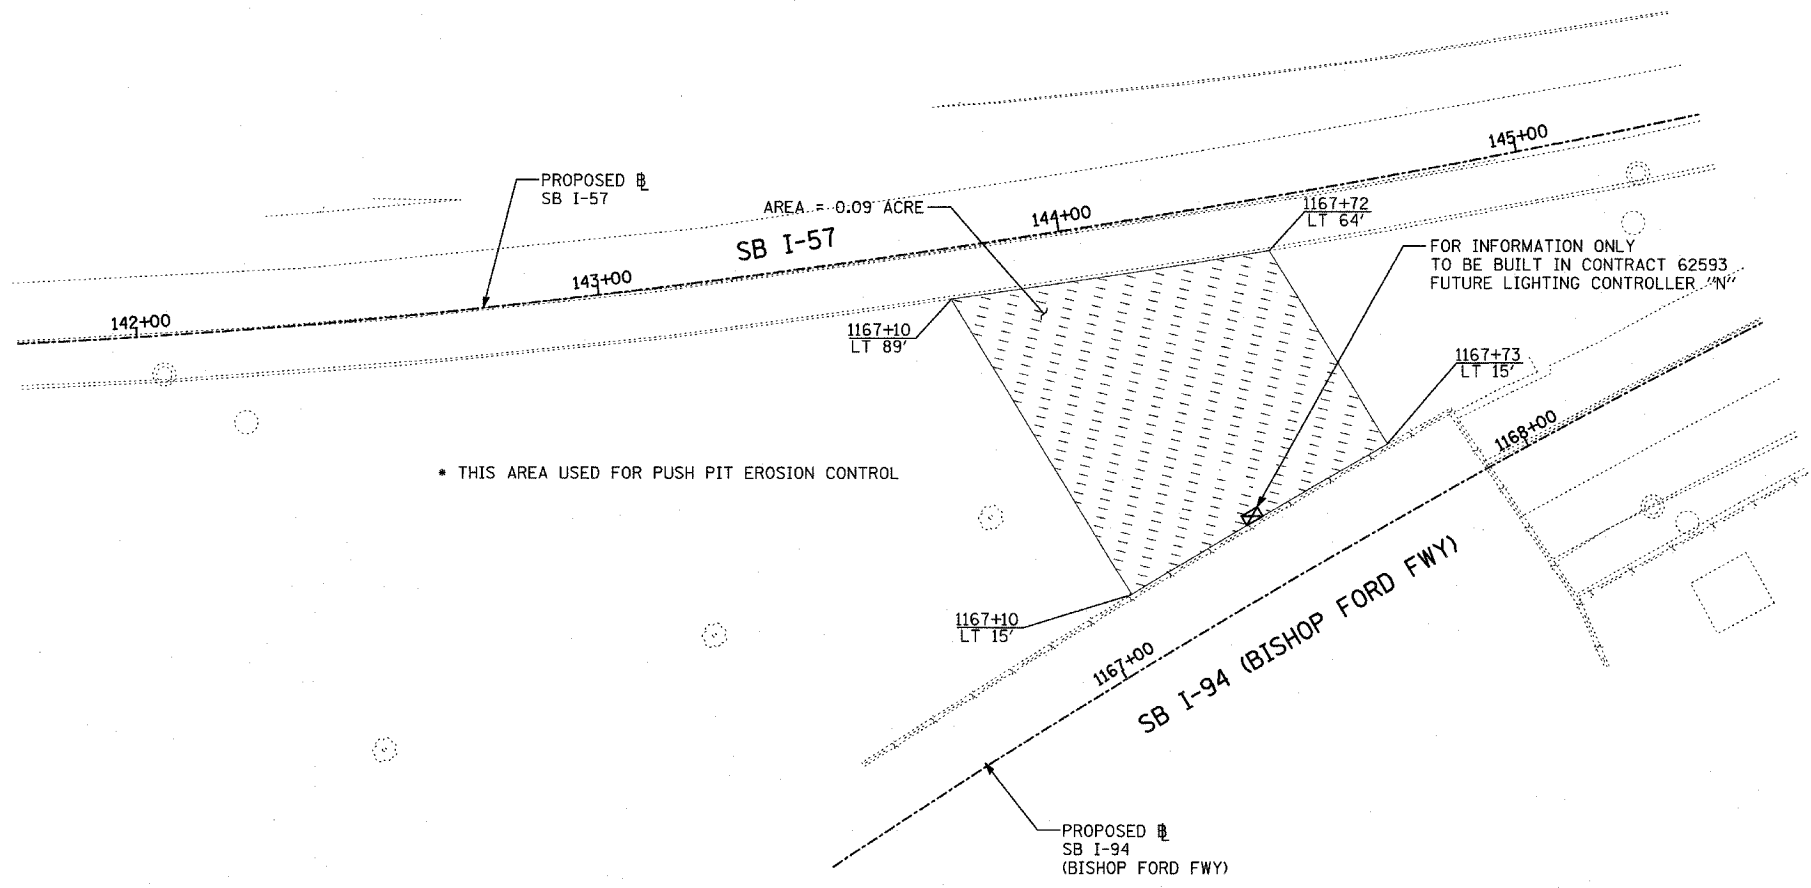 145+00
PROPOSED ⅊
SB I-57
AREA = 0.09 ACRE
144+00
1167+72
LT 64'
SB I-57
FOR INFORMATION ONLY
TO BE BUILT IN CONTRACT 62593
FUTURE LIGHTING CONTROLLER "N"
143+00
142+00
1167+10
LT 89'
1167+73
LT 15'
1168+00
* THIS AREA USED FOR PUSH PIT EROSION CONTROL
1167+10
LT 15'
1167+00
SB I-94 (BISHOP FORD FWY)
PROPOSED ⅊
SB I-94
(BISHOP FORD FWY)